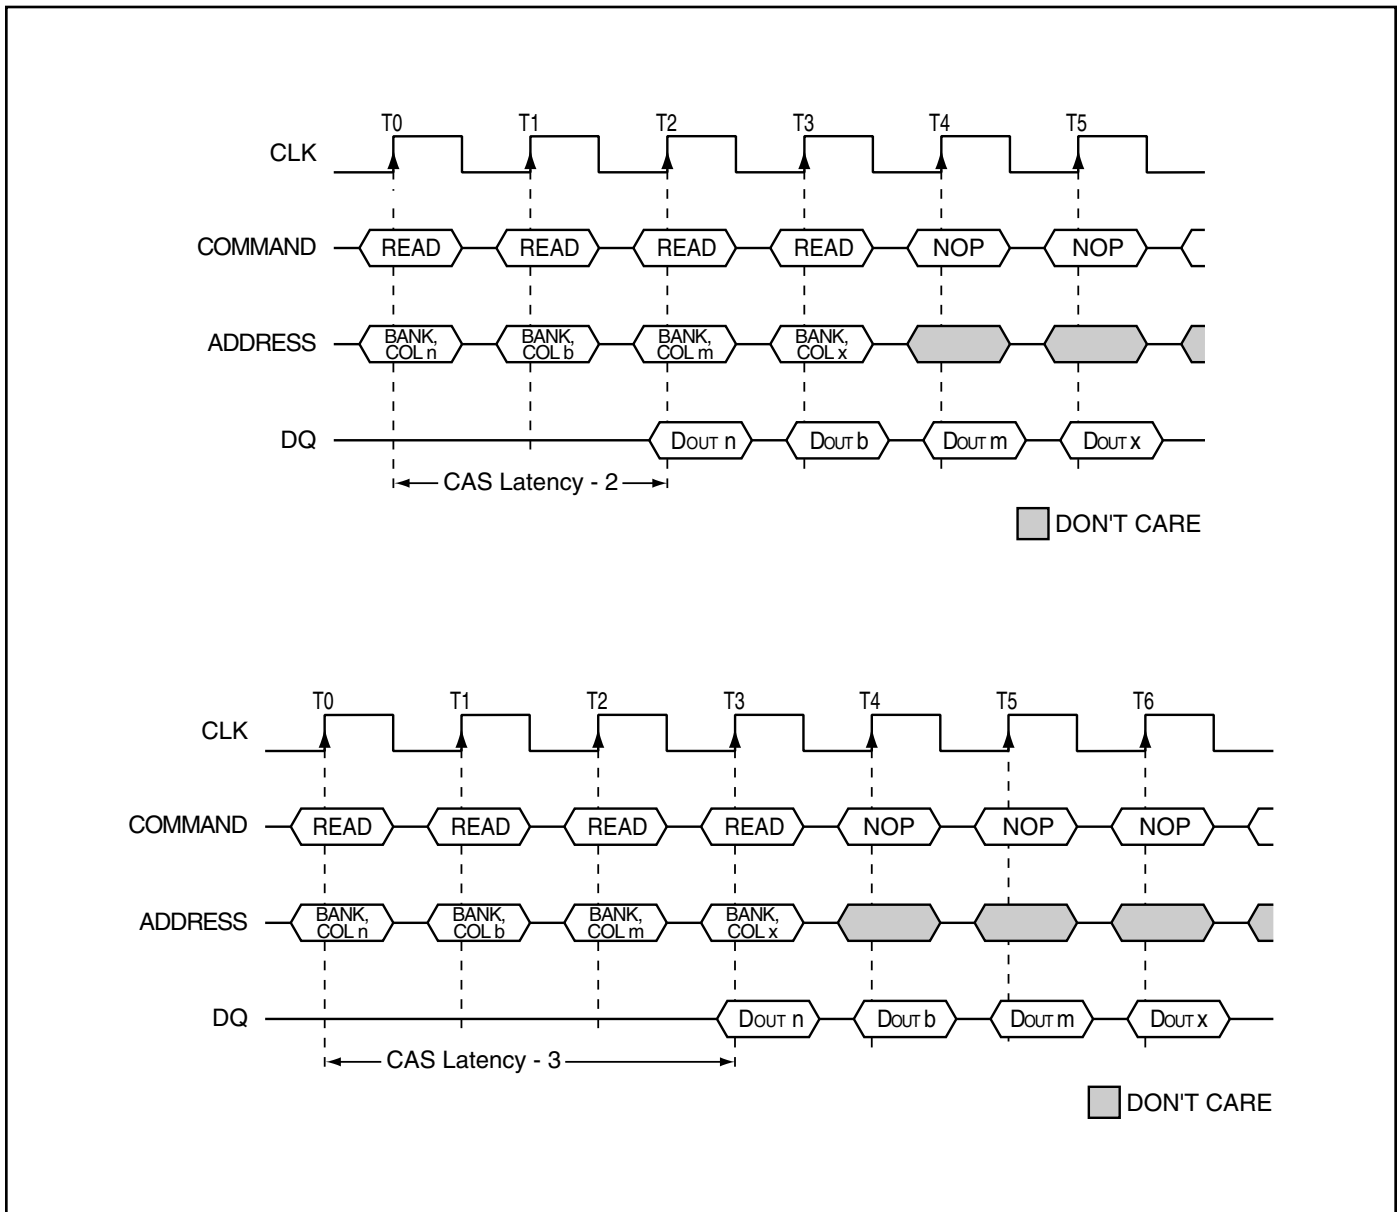 T0 T1 T2 T3 T4 T5
CLK
COMMAND READ READ READ READ NOP NOP
ADDRESS BANK, COL n BANK, COL b BANK, COL m BANK, COL x
DQ DOUT n DOUT b DOUT m DOUT x
CAS Latency - 2
DON'T CARE
T0 T1 T2 T3 T4 T5 T6
CLK
COMMAND READ READ READ READ NOP NOP NOP
ADDRESS BANK, COL n BANK, COL b BANK, COL m BANK, COL x
DQ DOUT n DOUT b DOUT m DOUT x
CAS Latency - 3
DON'T CARE